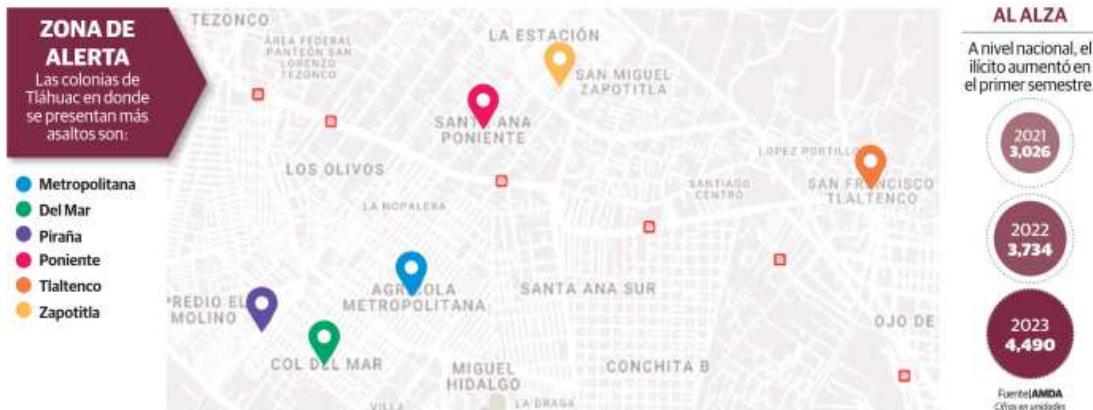 ZONA DE
ALERTA
Las colonias de
Tláhuac en donde
se presentan más
asaltos son:
Metropolitana
Del Mar
Piraña
Poniente
Tlaltenco
Zapotitla
TEZONCO
ÁREA FEDERAL
PANTEÓN SAN
LORENZO
TEZONCO
LA ESTACIÓN
SAN MIGUEL
ZAPOTITLA
SANTA ANA
PONIENTE
LOS OLIVOS
LOPEZ PORTILLO
SAN FRANCISCO
TLALTENCO
SANTIAGO
CENTRO
LA NOPALERA
AGRÍCOLA
METROPOLITANA
SANTA ANA SUR
PREDIO EL
MOLINO
OJO DE
COL DEL MAR
MIGUEL
HIDALGO
CONCHITA B
VILLA
LA DRAGA
AL ALZA
A nivel nacional, el
ilícito aumentó en
el primer semestre.
2021
3,026
2022
3,734
2023
4,490
Fuente|AMDA
Cifras en unidades